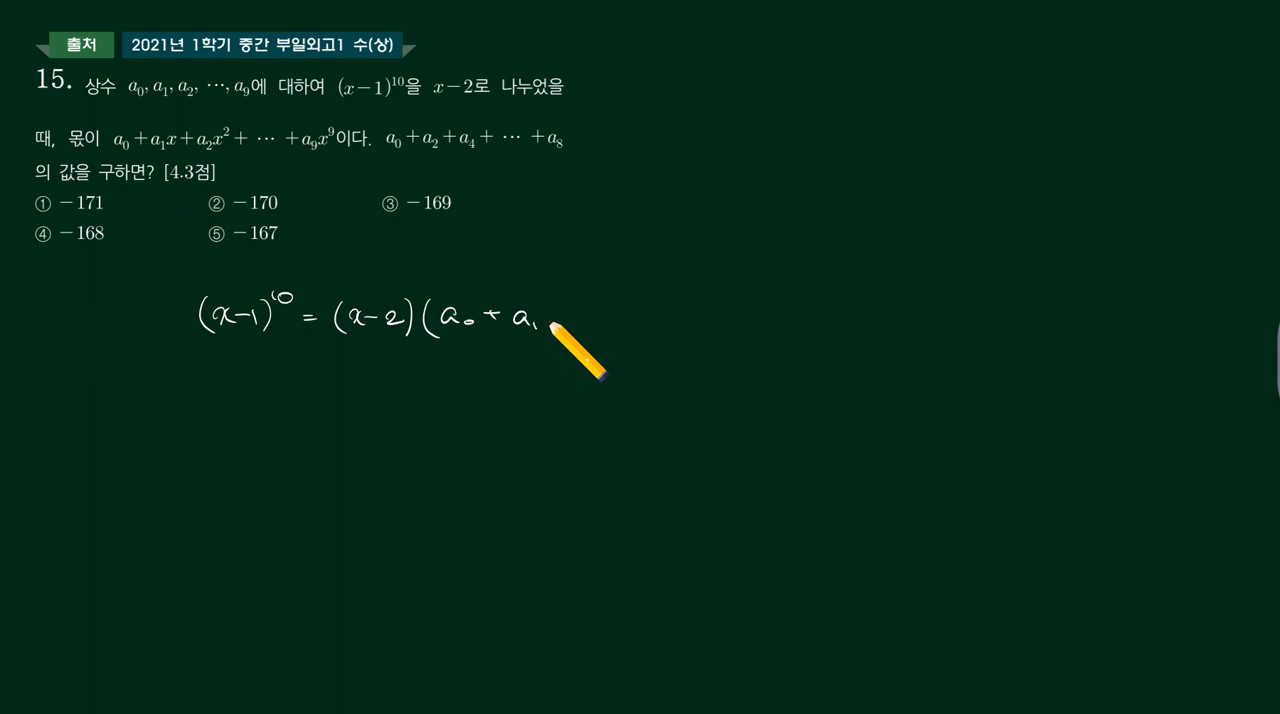 출처 2021년 1학기 중간 부일외고1 수(상)
15. 상수 a₀, a₁, a₂, ⋯, a₉에 대하여 (x−1)¹⁰을 x−2로 나누었을
때, 몫이 a₀+a₁x+a₂x²+ ⋯ +a₉x⁹이다. a₀+a₂+a₄+ ⋯ +a₈
의 값을 구하면? [4.3점]
① −171 ② −170 ③ −169
④ −168 ⑤ −167
(x−1)¹⁰ = (x−2)(a₀ + a₁